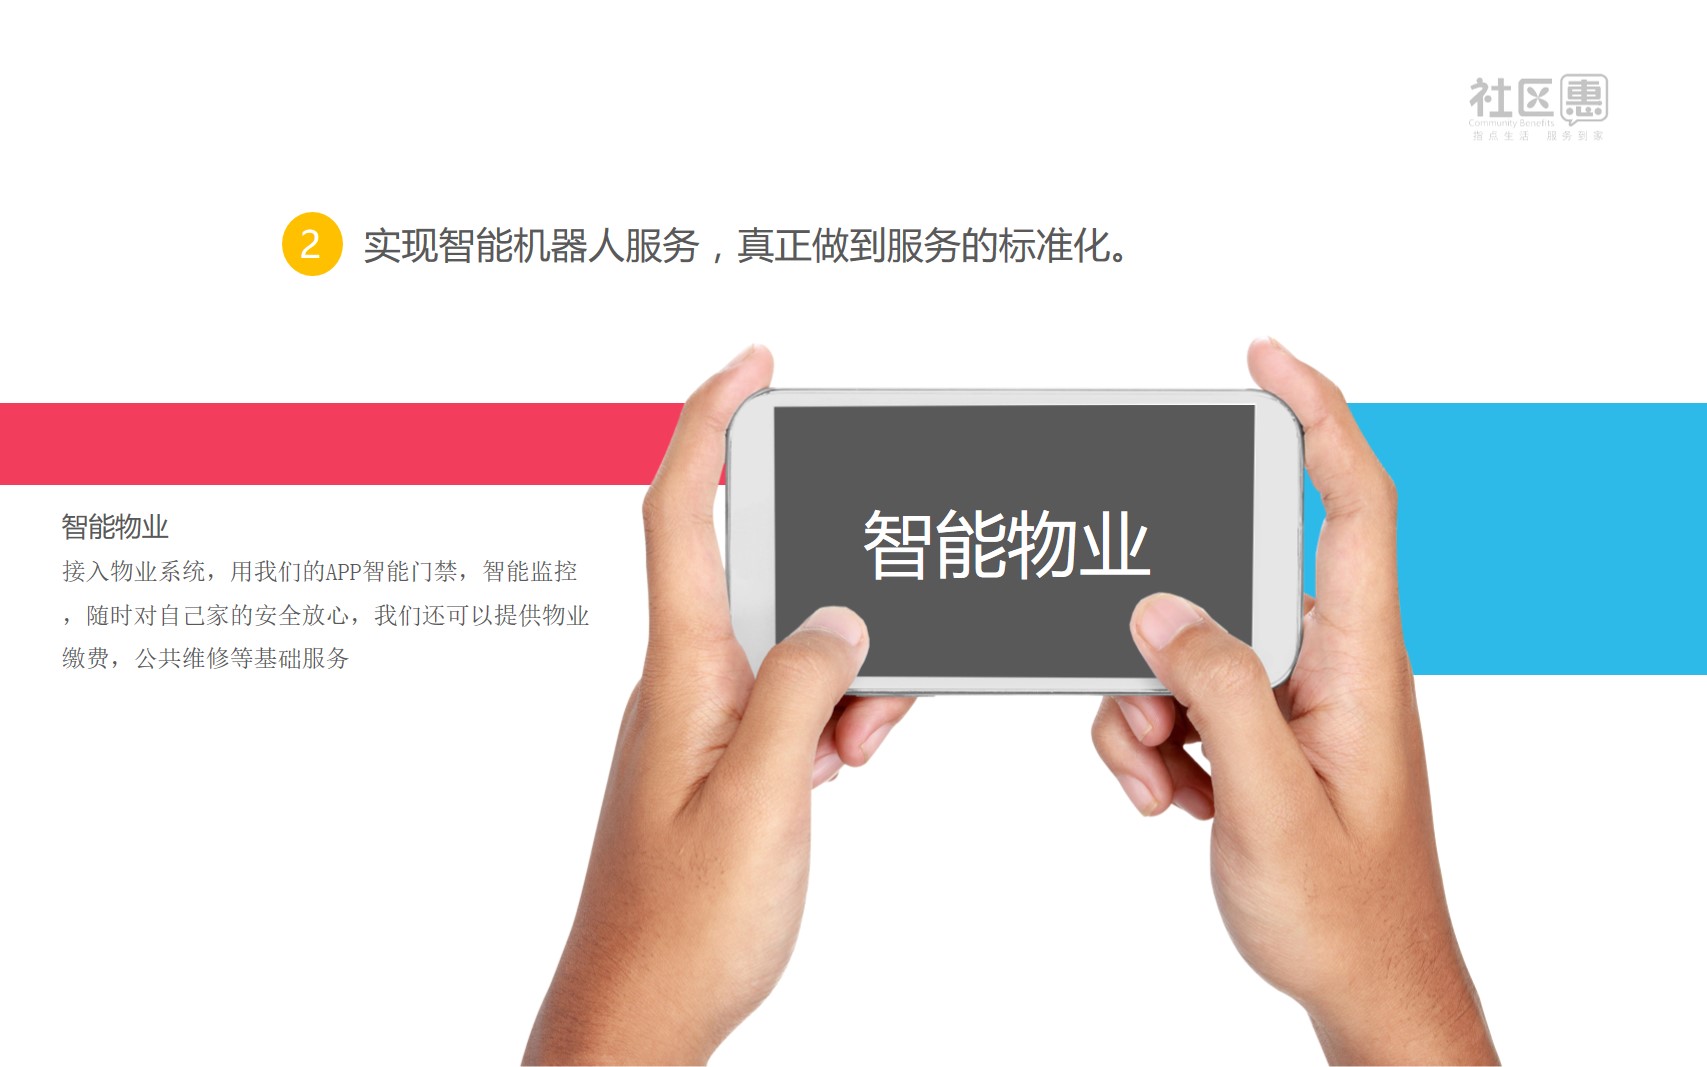 社区惠
Community Benefits
指点生活 服务到家
2 实现智能机器人服务，真正做到服务的标准化。
智能物业
智能物业
接入物业系统，用我们的APP智能门禁，智能监控
，随时对自己家的安全放心，我们还可以提供物业
缴费，公共维修等基础服务